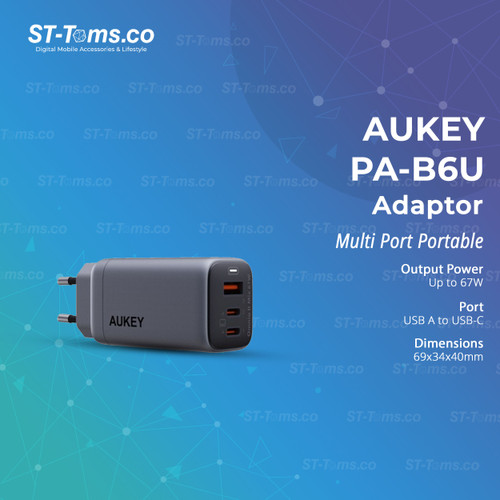 ST-Toms.co
Digital Mobile Accessories & Lifestyle
AUKEY
PA-B6U
Adaptor
Multi Port Portable
Output Power
Up to 67W
Port
USB A to USB-C
Dimensions
69x34x40mm
AUKEY